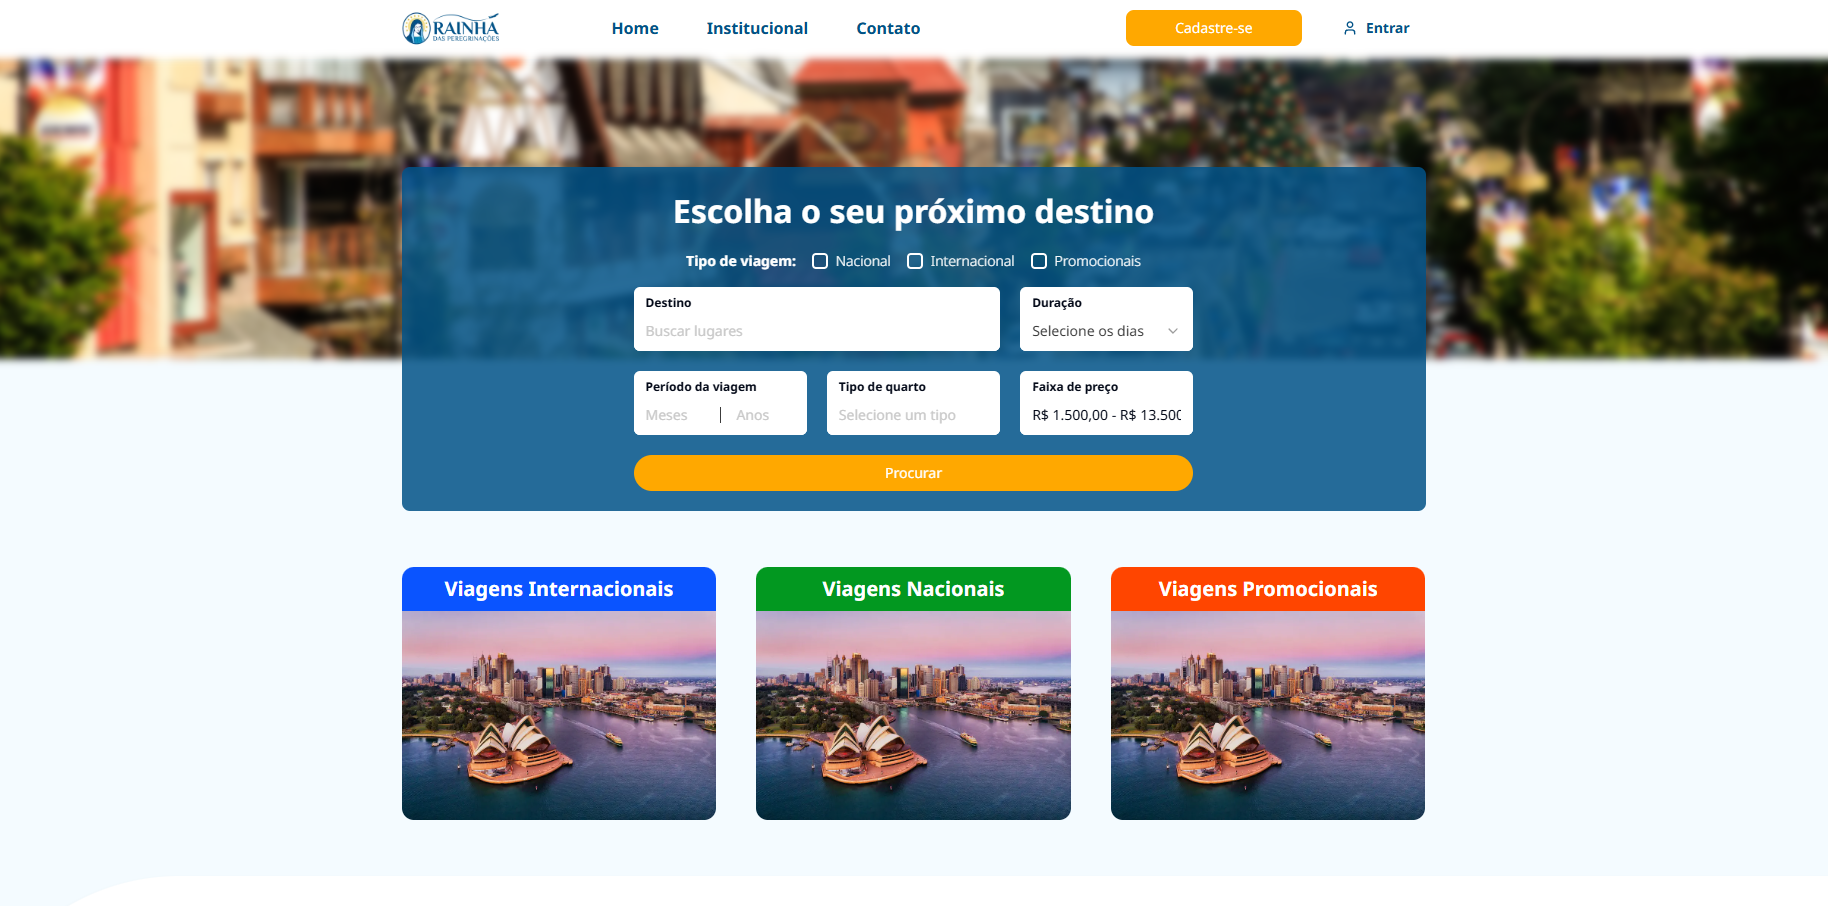 RAINHA
DAS PEREGRINAÇÕES
Home Institucional Contato Cadastre-se Entrar
Escolha o seu próximo destino
Tipo de viagem: Nacional Internacional Promocionais
Destino Duração
Buscar lugares Selecione os dias
Período da viagem Tipo de quarto Faixa de preço
Meses | Anos Selecione um tipo R$ 1.500,00 - R$ 13.500
Procurar
Viagens Internacionais Viagens Nacionais Viagens Promocionais